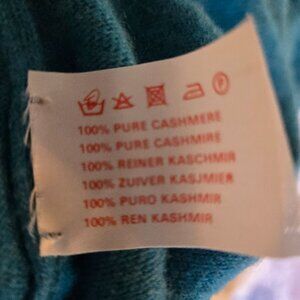 100% PURE CASHMERE
100% PURE CASHMIRE
100% REINER KASCHMIR
100% ZUIVER KASJMIER
100% PURO KASHMIR
100% REN KASHMIR